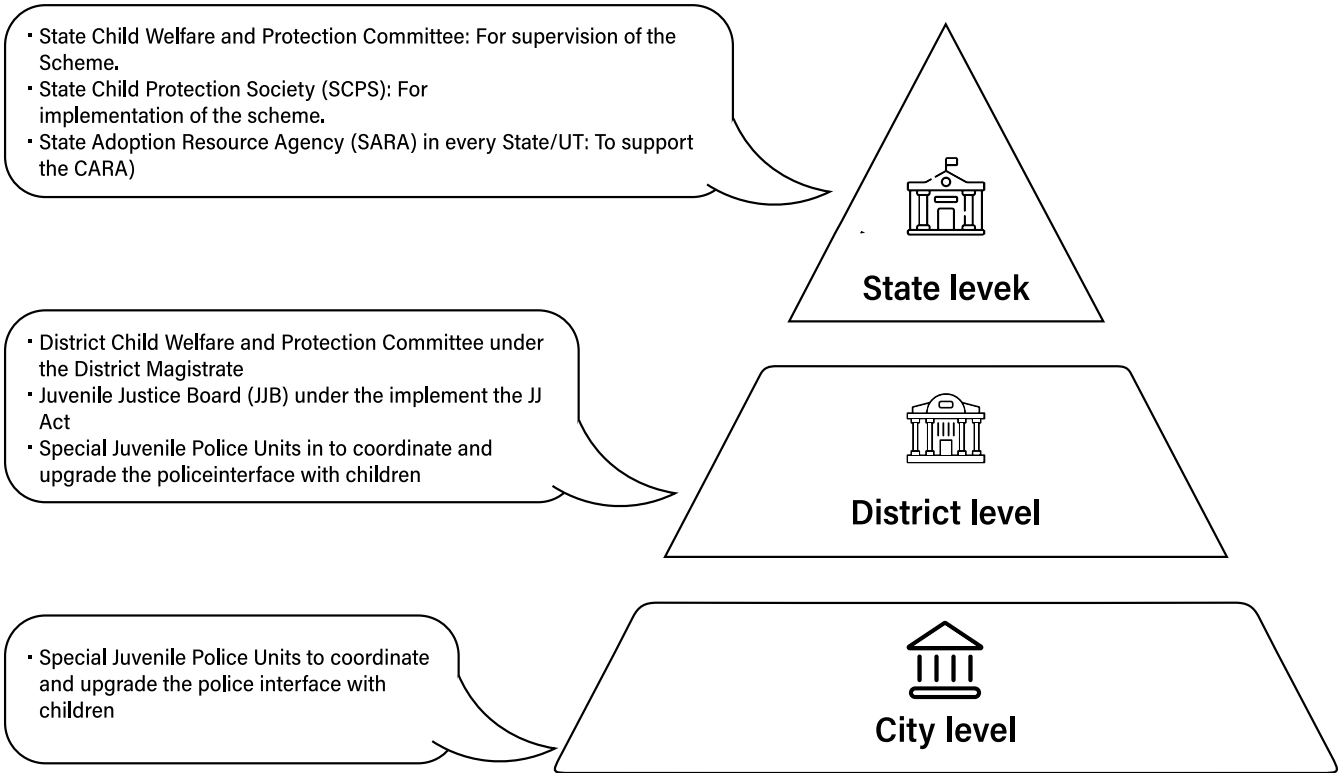 · State Child Welfare and Protection Committee: For supervision of the
Scheme.
· State Child Protection Society (SCPS): For
implementation of the scheme.
· State Adoption Resource Agency (SARA) in every State/UT: To support
the CARA)
State levek
· District Child Welfare and Protection Committee under
the District Magistrate
· Juvenile Justice Board (JJB) under the implement the JJ
Act
· Special Juvenile Police Units in to coordinate and
upgrade the policeinterface with children
District level
· Special Juvenile Police Units to coordinate
and upgrade the police interface with
children
City level